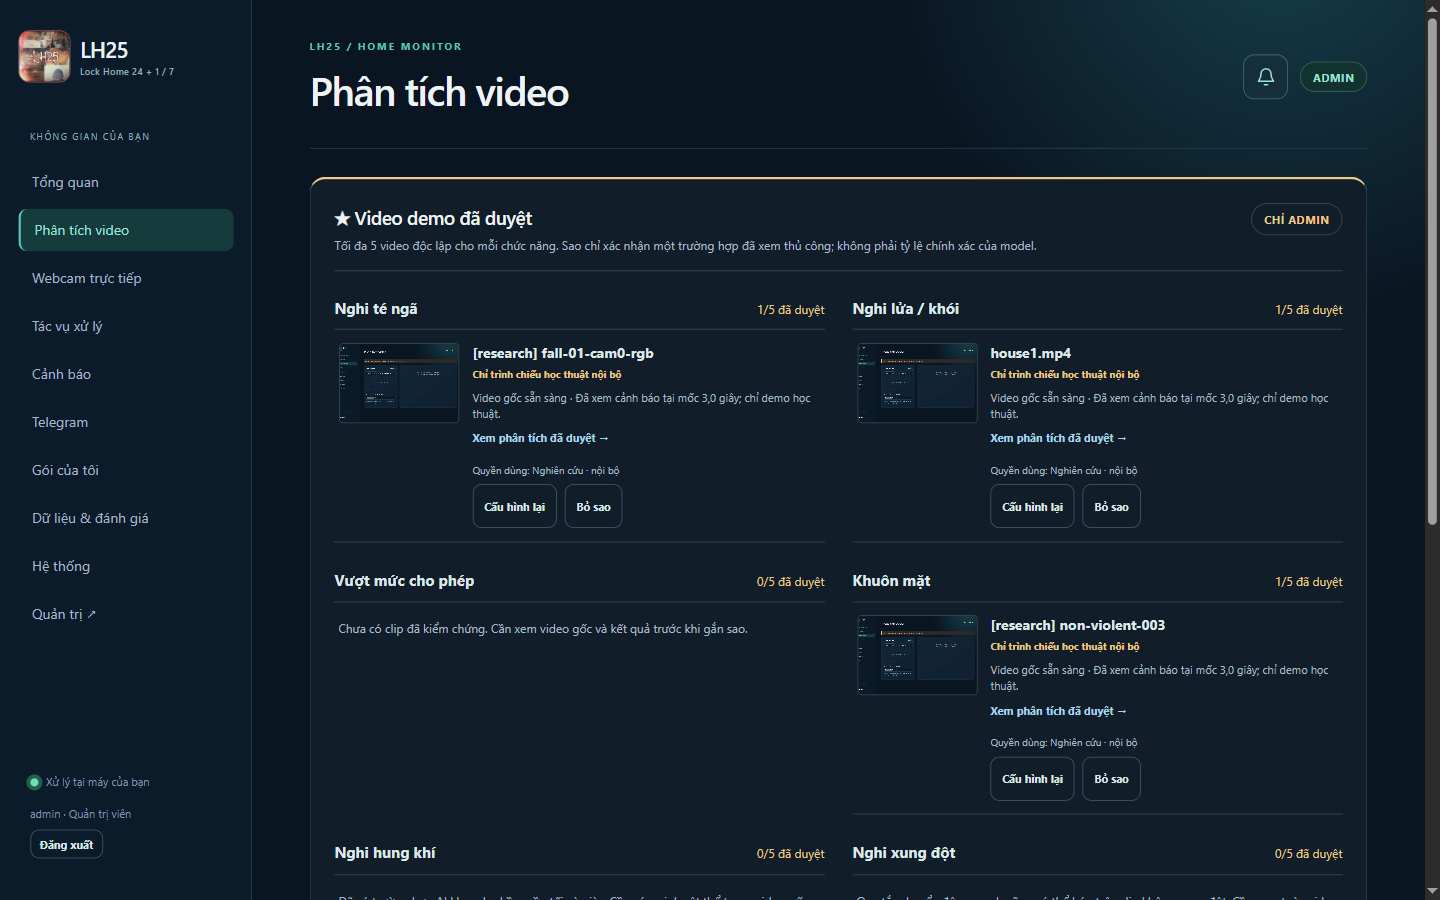 LH25
LH25
Lock Home 24 + 1 / 7
KHÔNG GIAN CỦA BẠN
Tổng quan
Phân tích video
Webcam trực tiếp
Tác vụ xử lý
Cảnh báo
Telegram
Gói của tôi
Dữ liệu & đánh giá
Hệ thống
Quản trị ↗
Xử lý tại máy của bạn
admin · Quản trị viên
Đăng xuất
LH25 / HOME MONITOR
Phân tích video
ADMIN
★ Video demo đã duyệt
CHỈ ADMIN
Tối đa 5 video độc lập cho mỗi chức năng. Sao chỉ xác nhận một trường hợp đã xem thủ công; không phải tỷ lệ chính xác của model.
Nghi té ngã
1/5 đã duyệt
[research] fall-01-cam0-rgb
Chỉ trình chiếu học thuật nội bộ
Video gốc sẵn sàng · Đã xem cảnh báo tại mốc 3,0 giây; chỉ demo học
thuật.
Xem phân tích đã duyệt →
Quyền dùng: Nghiên cứu · nội bộ
Cấu hình lại
Bỏ sao
Nghi lửa / khói
1/5 đã duyệt
house1.mp4
Chỉ trình chiếu học thuật nội bộ
Video gốc sẵn sàng · Đã xem cảnh báo tại mốc 3,0 giây; chỉ demo học
thuật.
Xem phân tích đã duyệt →
Quyền dùng: Nghiên cứu · nội bộ
Cấu hình lại
Bỏ sao
Vượt mức cho phép
0/5 đã duyệt
Chưa có clip đã kiểm chứng. Cần xem video gốc và kết quả trước khi gắn sao.
Khuôn mặt
1/5 đã duyệt
[research] non-violent-003
Chỉ trình chiếu học thuật nội bộ
Video gốc sẵn sàng · Đã xem cảnh báo tại mốc 3,0 giây; chỉ demo học
thuật.
Xem phân tích đã duyệt →
Quyền dùng: Nghiên cứu · nội bộ
Cấu hình lại
Bỏ sao
Nghi hung khí
0/5 đã duyệt
Nghi xung đột
0/5 đã duyệt